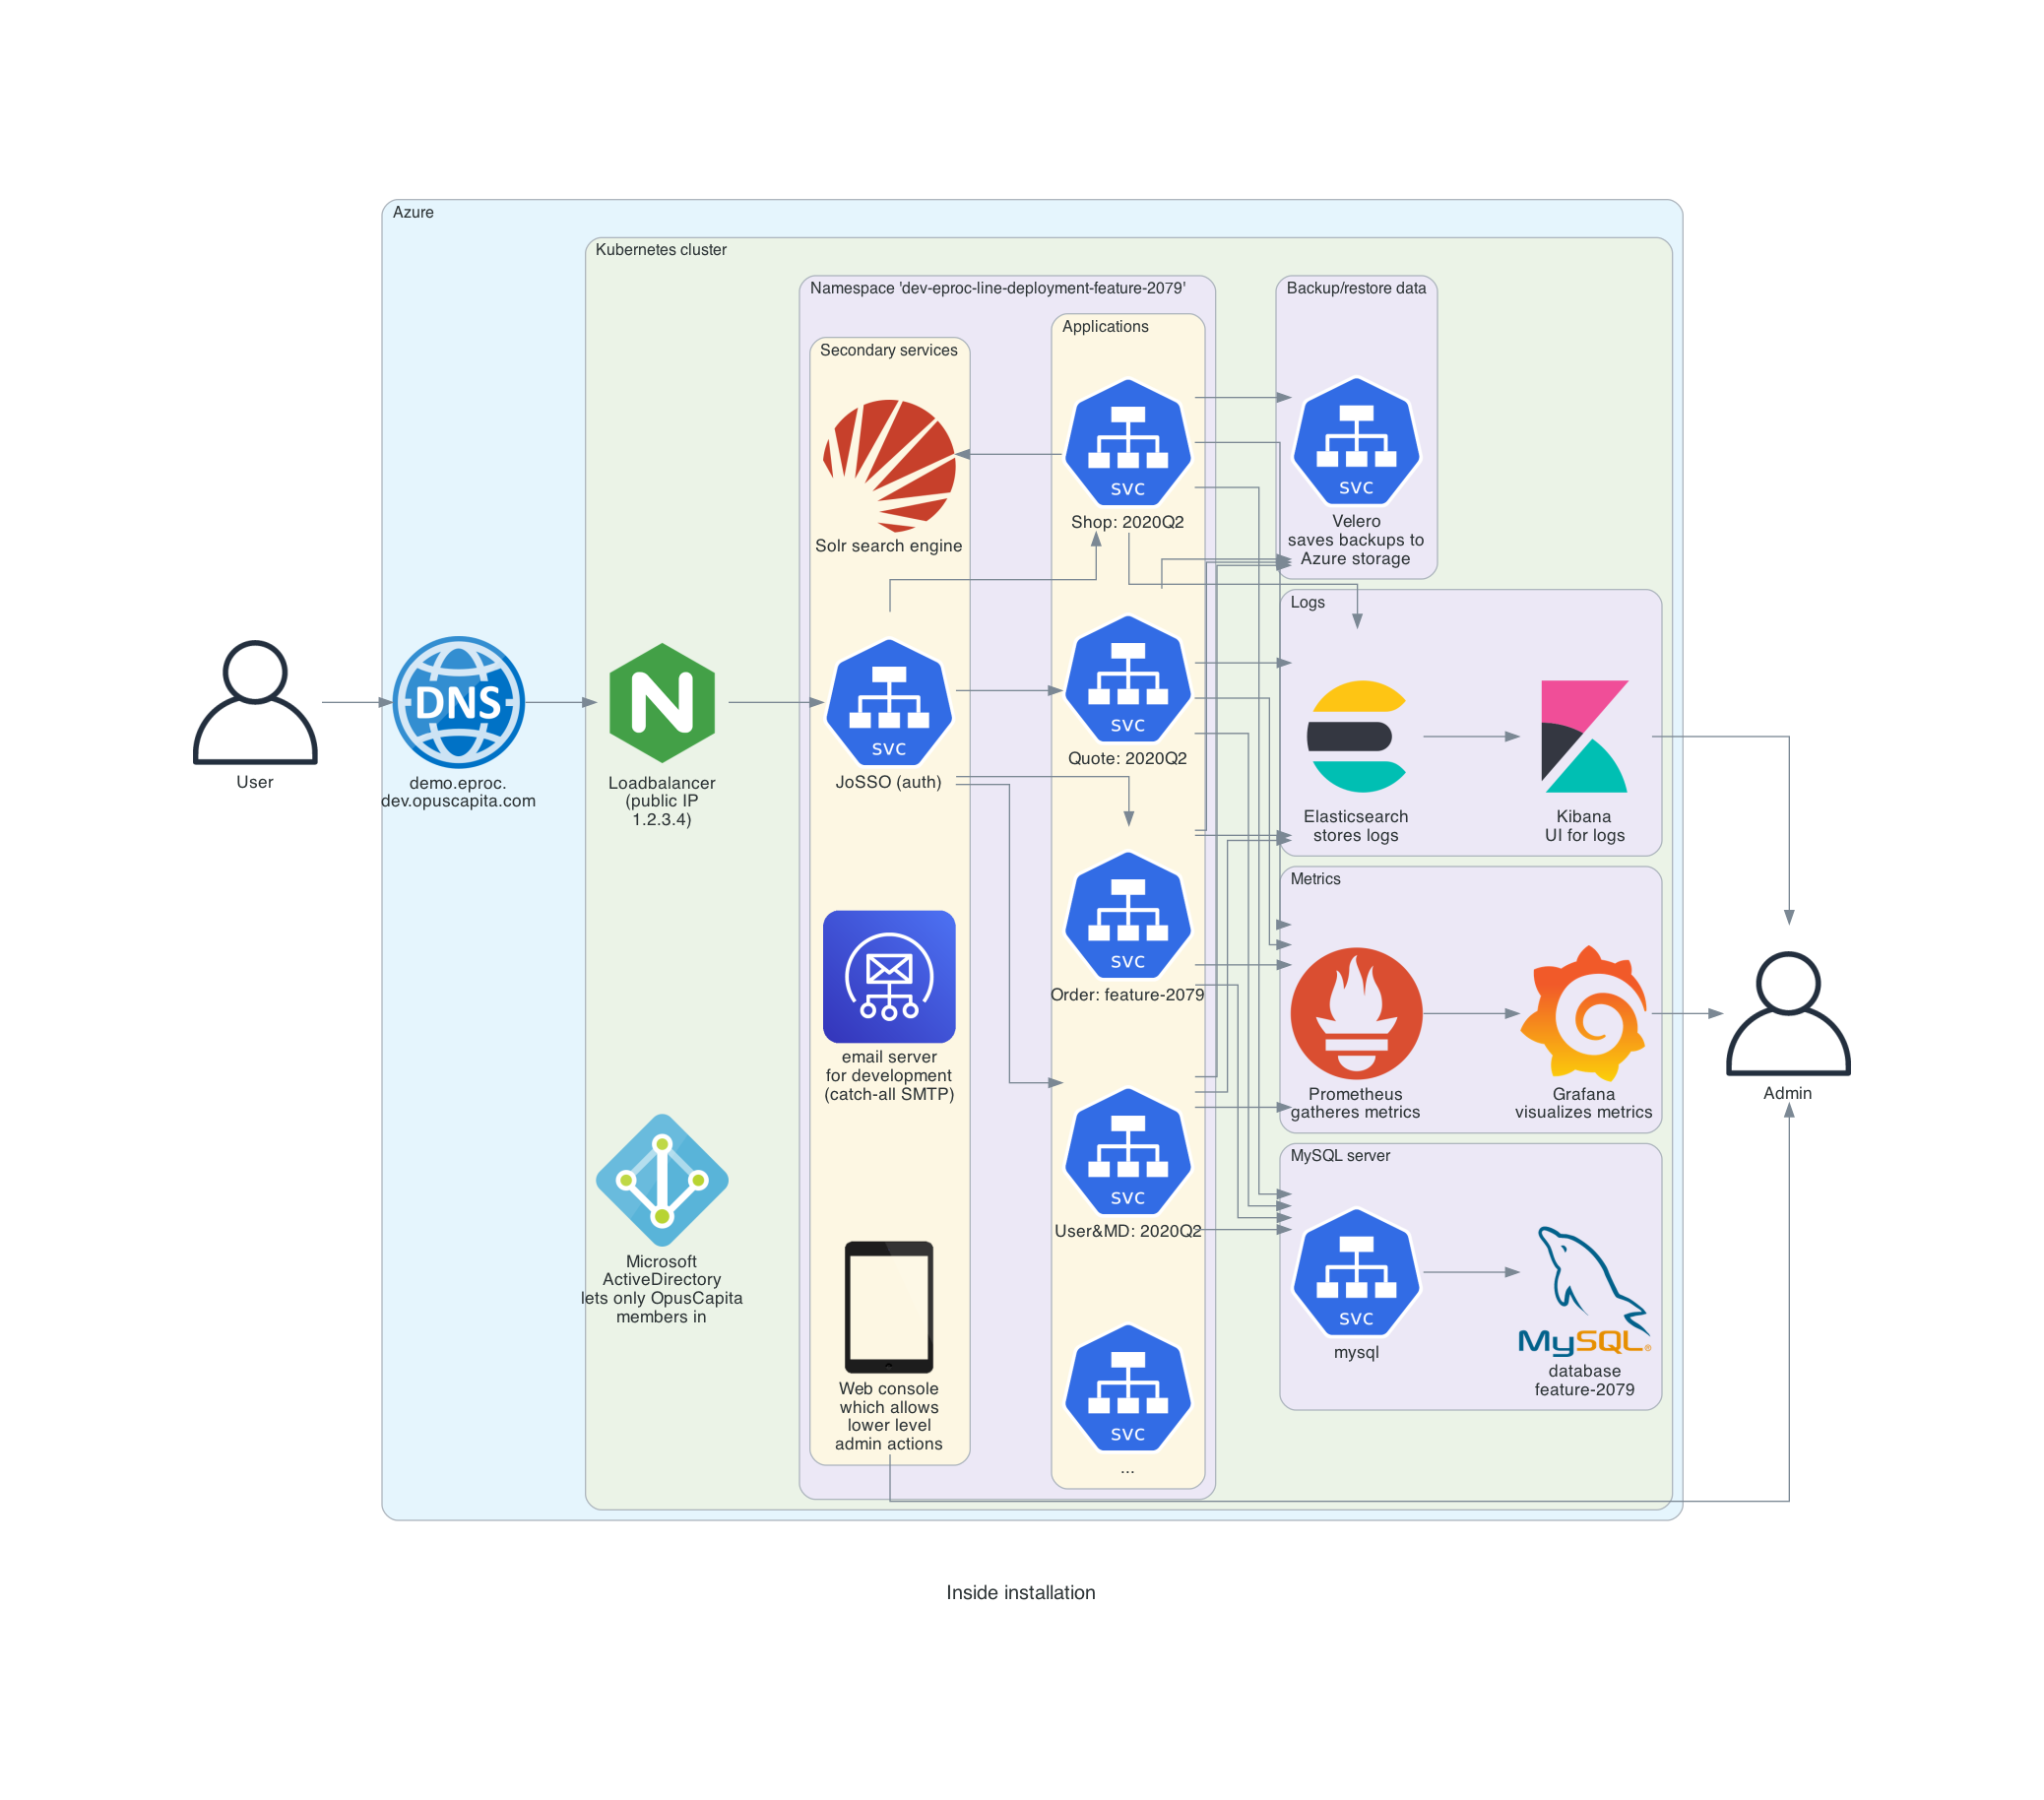 Azure
Kubernetes cluster
Namespace 'dev-eproc-line-deployment-feature-2079'
Backup/restore data
Applications
Secondary services
svc
Shop: 2020Q2
svc
Velero
saves backups to
Azure storage
Solr search engine
Logs
User
DNS
demo.eproc.
dev.opuscapita.com
N
Loadbalancer
(public IP
1.2.3.4)
svc
JoSSO (auth)
svc
Quote: 2020Q2
Elasticsearch
stores logs
Kibana
UI for logs
Metrics
svc
Order: feature-2079
email server
for development
(catch-all SMTP)
Prometheus
gatheres metrics
Grafana
visualizes metrics
Admin
MySQL server
svc
User&MD: 2020Q2
Microsoft
ActiveDirectory
lets only OpusCapita
members in
svc
mysql
MySQL®
database
feature-2079
Web console
which allows
lower level
admin actions
svc
...
Inside installation